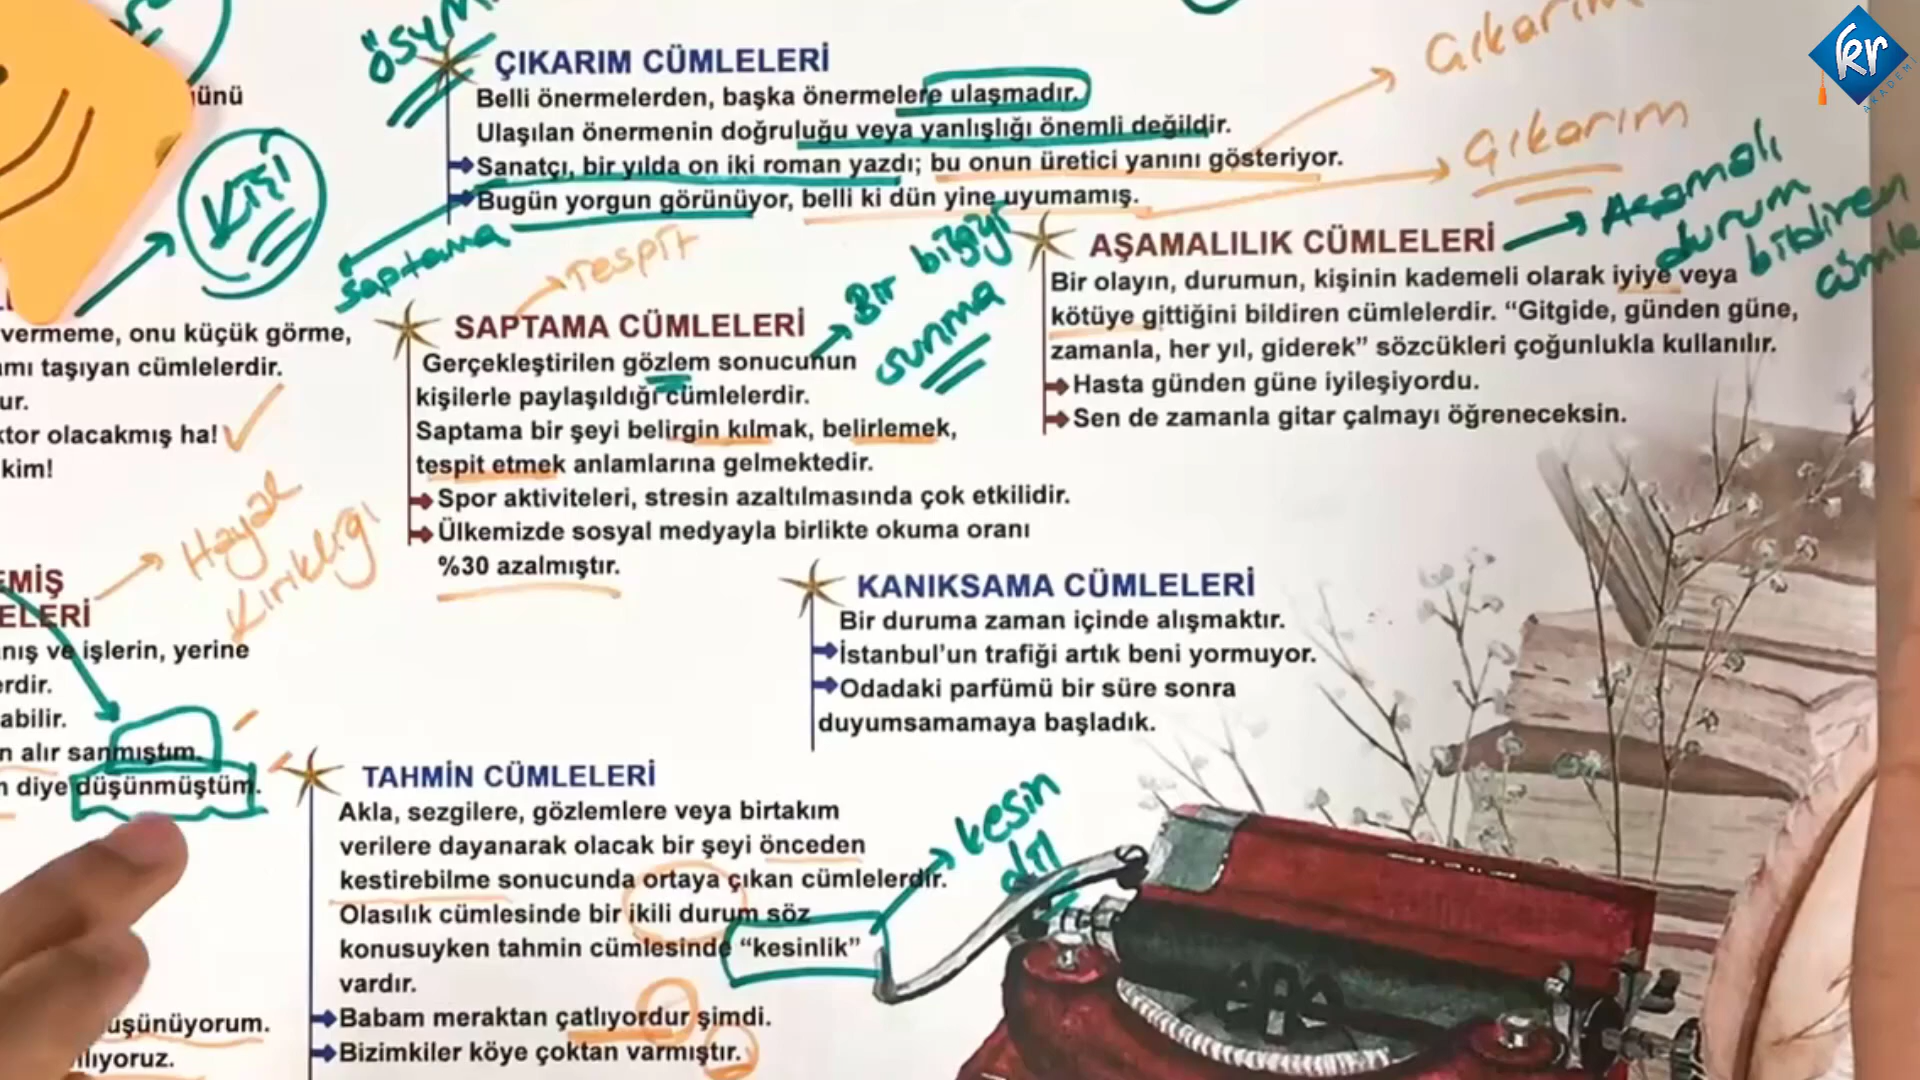 ÖSYM
ÇIKARIM CÜMLELERİ
Belli önermelerden, başka önermelere ulaşmadır.
Ulaşılan önermenin doğruluğu veya yanlışlığı önemli değildir.
Sanatçı, bir yılda on iki roman yazdı; bu onun üretici yanını gösteriyor.
Bugün yorgun görünüyor, belli ki dün yine uyumamış.
Çıkarım
Çıkarım
saptama
kr
AKADEMİ
ünü
Kişi
vermeme, onu küçük görme,
mı taşıyan cümlelerdir.
ur.
ktor olacakmış ha!
kim!
Tespit
SAPTAMA CÜMLELERİ
Bir bilgiyi
sunma
Gerçekleştirilen gözlem sonucunun
kişilerle paylaşıldığı cümlelerdir.
Saptama bir şeyi belirgin kılmak, belirlemek,
tespit etmek anlamlarına gelmektedir.
Spor aktiviteleri, stresin azaltılmasında çok etkilidir.
Ülkemizde sosyal medyayla birlikte okuma oranı
%30 azalmıştır.
AŞAMALILIK CÜMLELERİ
Aşamalı
durum
bildiren
cümle
Bir olayın, durumun, kişinin kademeli olarak iyiye veya
kötüye gittiğini bildiren cümlelerdir. “Gitgide, günden güne,
zamanla, her yıl, giderek” sözcükleri çoğunlukla kullanılır.
Hasta günden güne iyileşiyordu.
Sen de zamanla gitar çalmayı öğreneceksin.
Hayal
Kırıklığı
EMİŞ
ELERİ
nış ve işlerin, yerine
erdir.
abilir.
n alır sanmıştım.
n diye düşünmüştüm.
KANIKSAMA CÜMLELERİ
Bir duruma zaman içinde alışmaktır.
İstanbul’un trafiği artık beni yormuyor.
Odadaki parfümü bir süre sonra
duyumsamamaya başladık.
TAHMİN CÜMLELERİ
Akla, sezgilere, gözlemlere veya birtakım
verilere dayanarak olacak bir şeyi önceden
kestirebilme sonucunda ortaya çıkan cümlelerdir.
Olasılık cümlesinde bir ikili durum söz
konusuyken tahmin cümlesinde “kesinlik”
vardır.
kesin
dil
Babam meraktan çatlıyordur şimdi.
Bizimkiler köye çoktan varmıştır.
üşünüyorum.
lıyoruz.